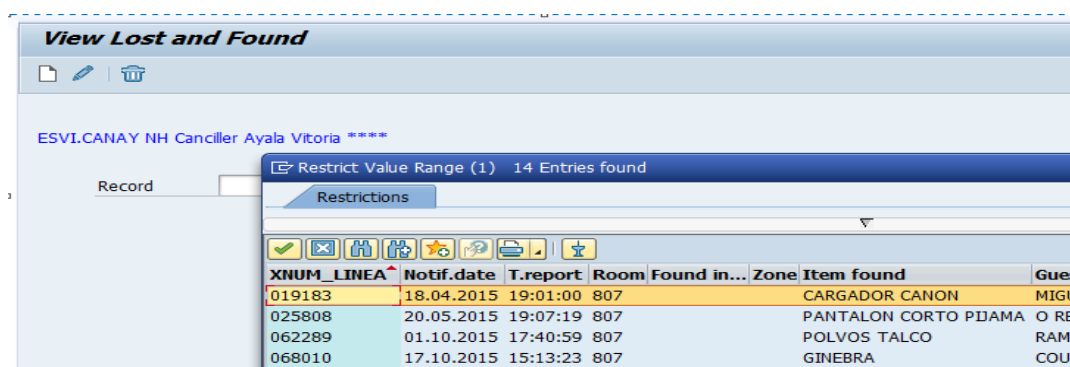 View Lost and Found
ESVI.CANAY NH Canciller Ayala Vitoria ****
Restrict Value Range (1) 14 Entries found
Record
Restrictions
XNUM_LINEA Notif.date T.report Room Found in... Zone Item found Gue
019183 18.04.2015 19:01:00 807 CARGADOR CANON MIGU
025808 20.05.2015 19:07:19 807 PANTALON CORTO PIJAMA O RE
062289 01.10.2015 17:40:59 807 POLVOS TALCO RAM
068010 17.10.2015 15:13:23 807 GINEBRA COU